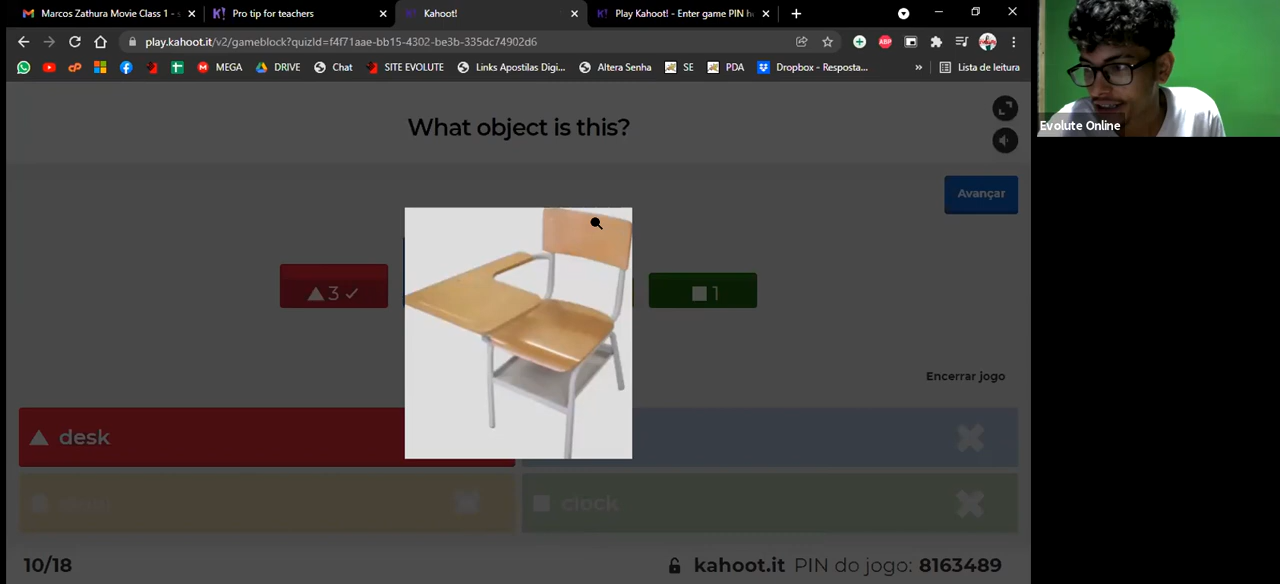 Marcos Zathura Movie Class 1 - s
Pro tip for teachers
Kahoot!
Play Kahoot! - Enter game PIN h
play.kahoot.it/v2/gameblock?quizId=f4f71aae-bb15-4302-be3b-335dc74902d6
MEGA
DRIVE
Chat
SITE EVOLUTE
Links Apostilas Digi...
Altera Senha
SE
PDA
Dropbox - Resposta...
»
Lista de leitura
Evolute Online
What object is this?
Avançar
3
1
Encerrar jogo
desk
clock
10/18
kahoot.it PIN do jogo: 8163489